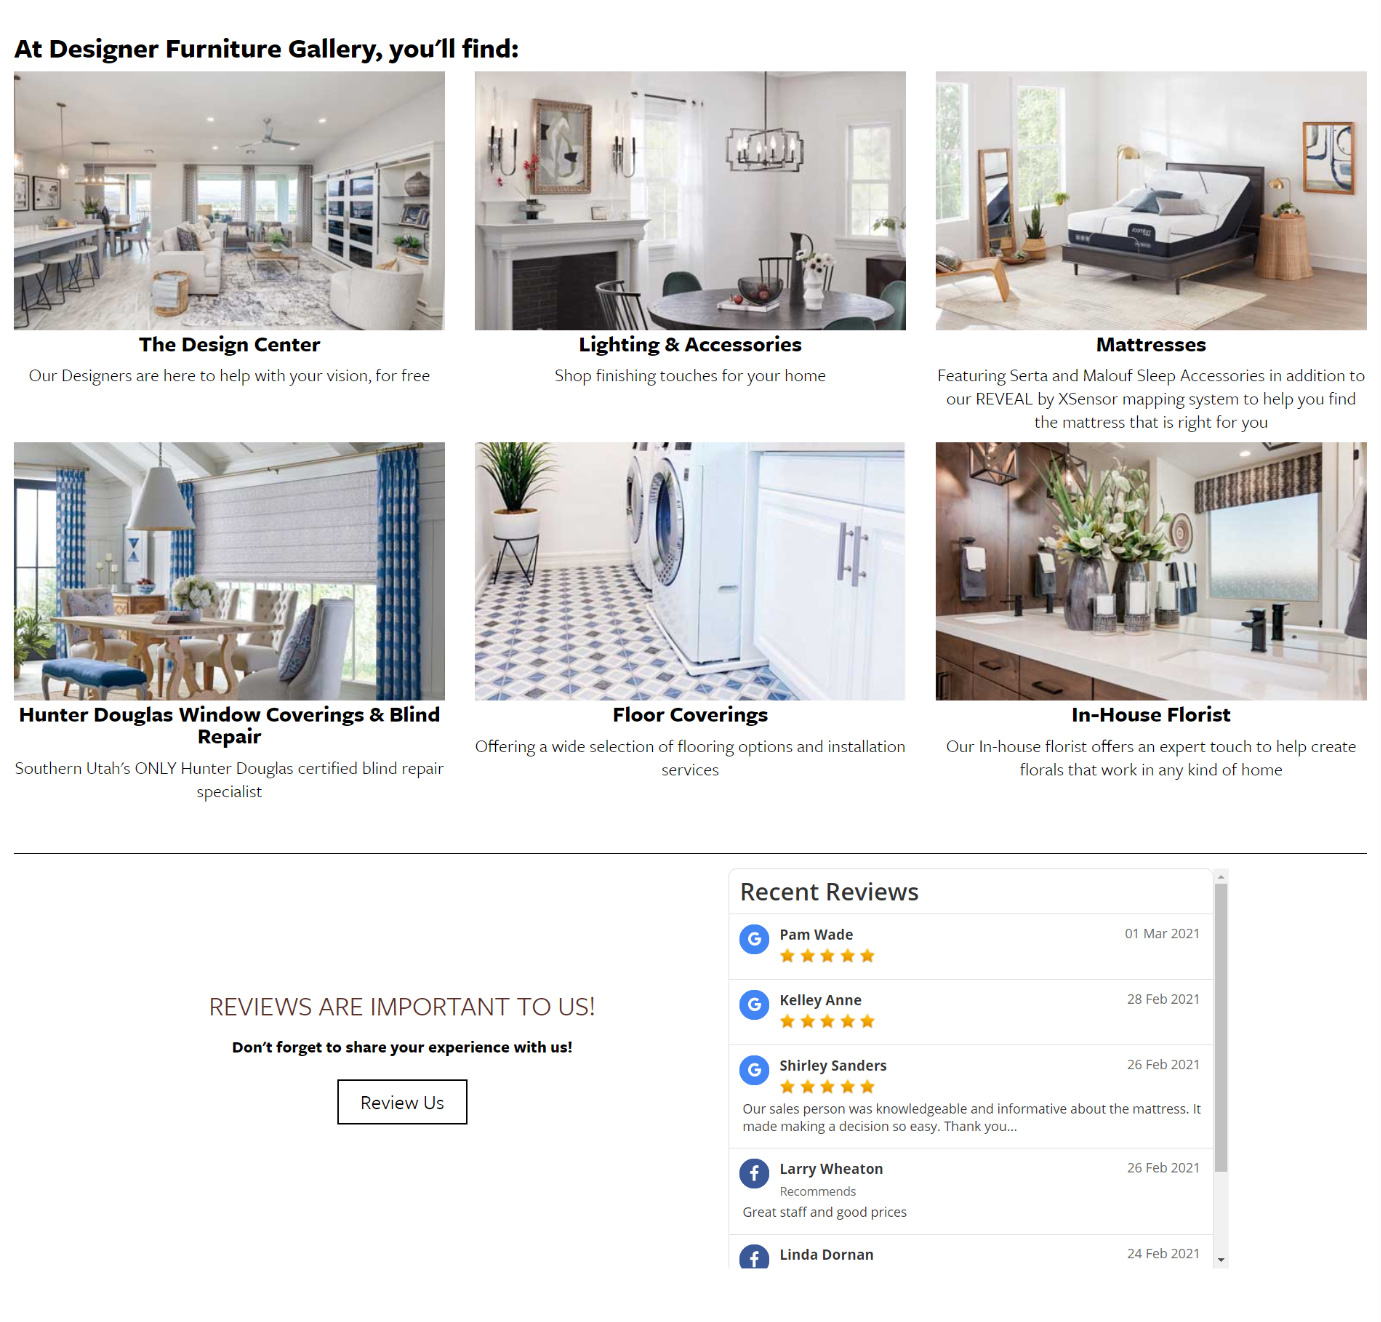 At Designer Furniture Gallery, you'll find:
The Design Center
Our Designers are here to help with your vision, for free
Lighting & Accessories
Shop finishing touches for your home
Mattresses
Featuring Serta and Malouf Sleep Accessories in addition to
our REVEAL by XSensor mapping system to help you find
the mattress that is right for you
Hunter Douglas Window Coverings & Blind
Repair
Southern Utah's ONLY Hunter Douglas certified blind repair
specialist
Floor Coverings
Offering a wide selection of flooring options and installation
services
In-House Florist
Our In-house florist offers an expert touch to help create
florals that work in any kind of home
REVIEWS ARE IMPORTANT TO US!
Don't forget to share your experience with us!
Review Us
Recent Reviews
G Pam Wade 01 Mar 2021
G Kelley Anne 28 Feb 2021
G Shirley Sanders 26 Feb 2021
Our sales person was knowledgeable and informative about the mattress. It
made making a decision so easy. Thank you...
f Larry Wheaton 26 Feb 2021
Recommends
Great staff and good prices
f Linda Dornan 24 Feb 2021